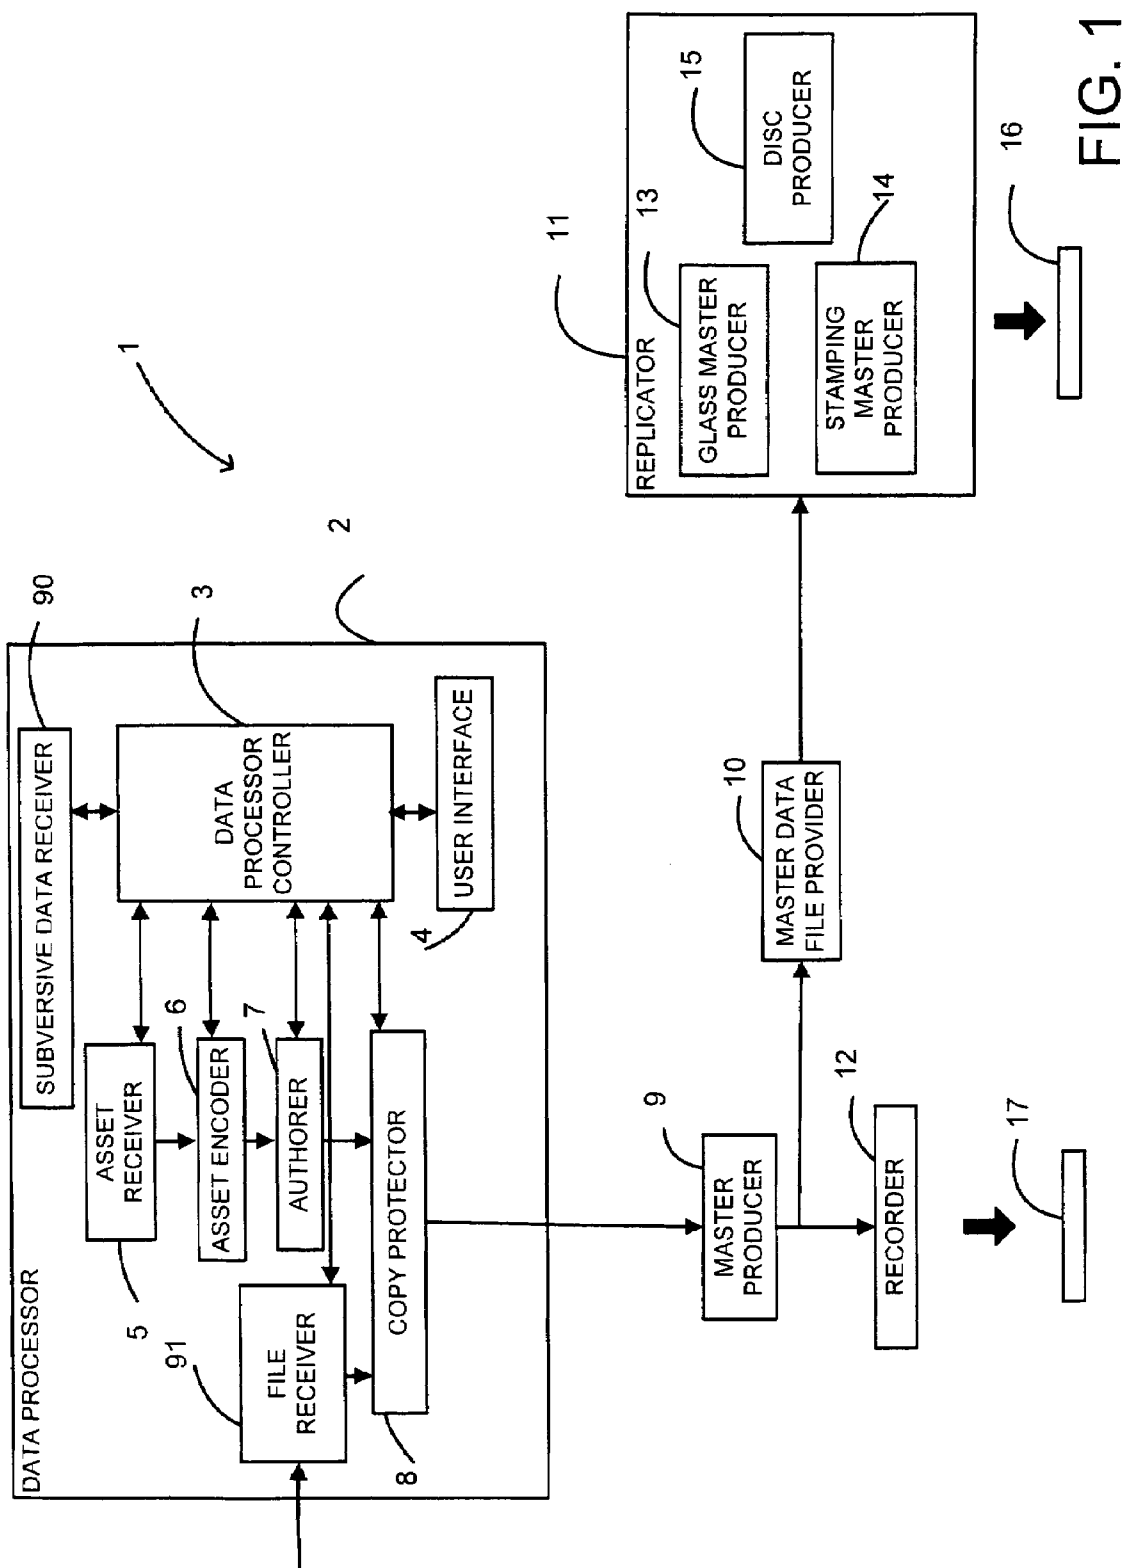 DATA PROCESSOR
SUBVERSIVE DATA RECEIVER
90
ASSET
RECEIVER
5
ASSET ENCODER
6
AUTHORER
7
FILE
RECEIVER
91
COPY PROTECTOR
8
DATA
PROCESSOR
CONTROLLER
3
USER INTERFACE
4
2
1
MASTER
PRODUCER
9
RECORDER
12
17
MASTER DATA
FILE PROVIDER
10
REPLICATOR
11
GLASS MASTER
PRODUCER
13
STAMPING
MASTER
PRODUCER
14
DISC
PRODUCER
15
16
FIG. 1